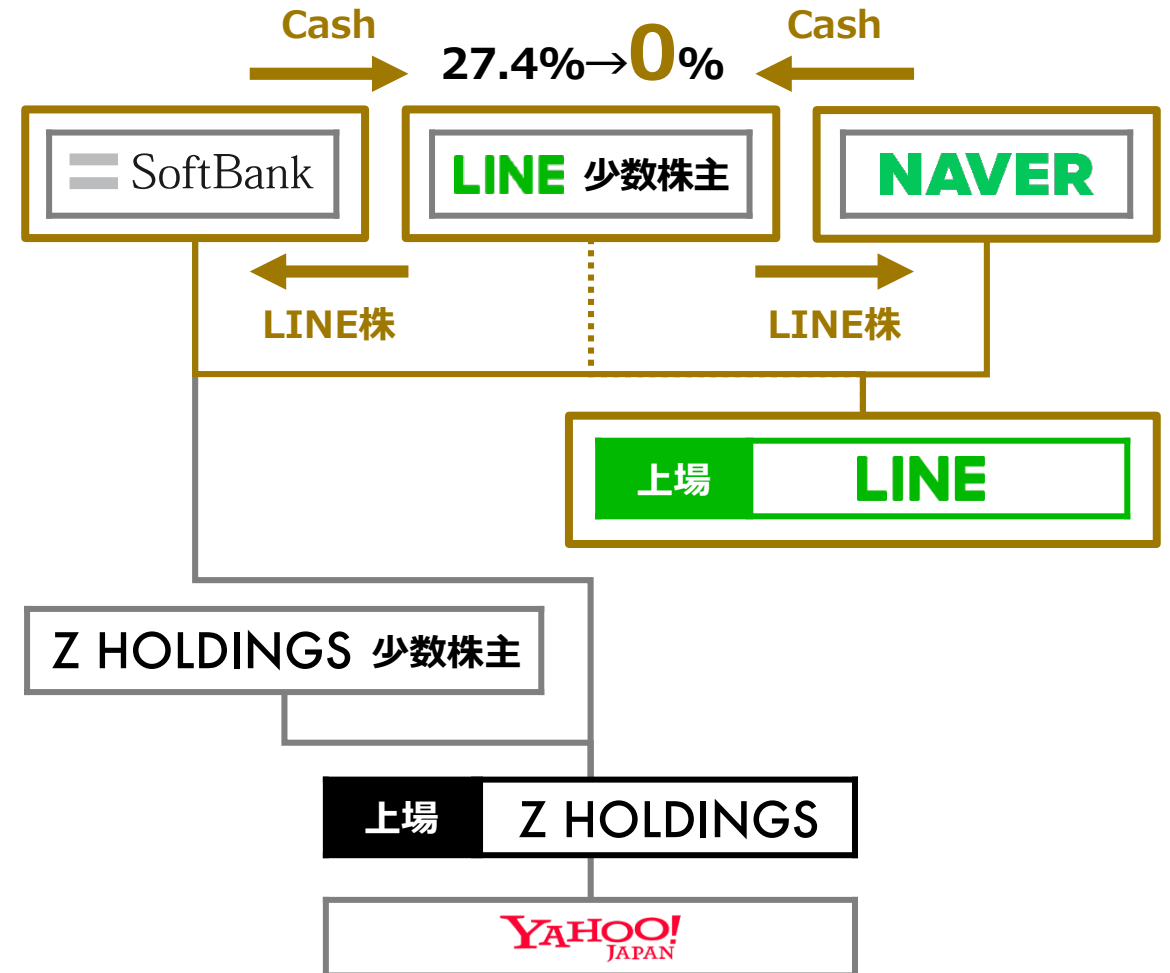 Cash
Cash
27.4%→0%
SoftBank
LINE 少数株主
NAVER
LINE株
LINE株
上場 LINE
Z HOLDINGS 少数株主
上場 Z HOLDINGS
YAHOO!
JAPAN